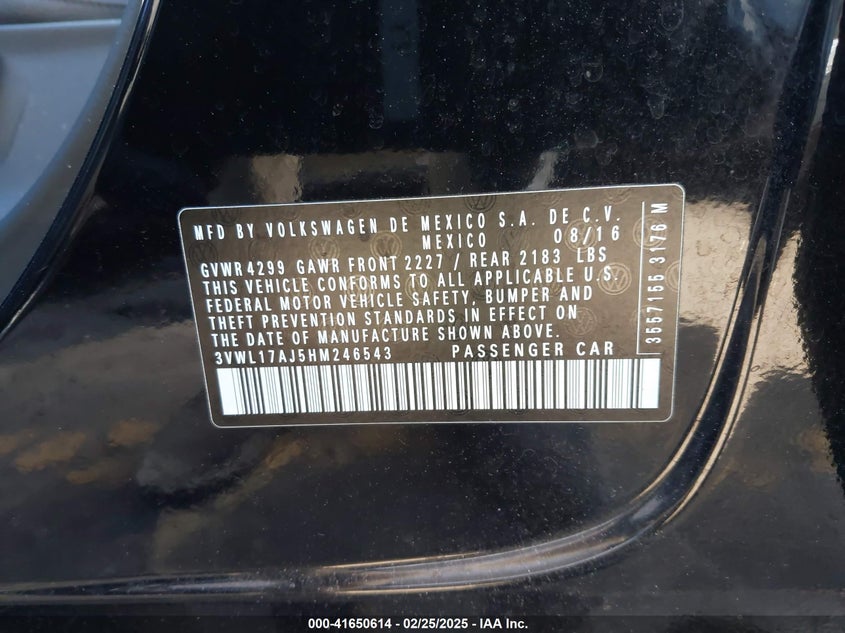 MFD BY VOLKSWAGEN DE MEXICO S.A. DE C.V.
MEXICO 08/16
GVWR 4299 GAWR FRONT 2227 / REAR 2183 LBS
THIS VEHICLE CONFORMS TO ALL APPLICABLE U.S.
FEDERAL MOTOR VEHICLE SAFETY, BUMPER AND
THEFT PREVENTION STANDARDS IN EFFECT ON
THE DATE OF MANUFACTURE SHOWN ABOVE.
3VWL17AJ5HM246543 PASSENGER CAR
3557155 3176 M
000-41650614 / 02/25/2025 / IAA Inc.